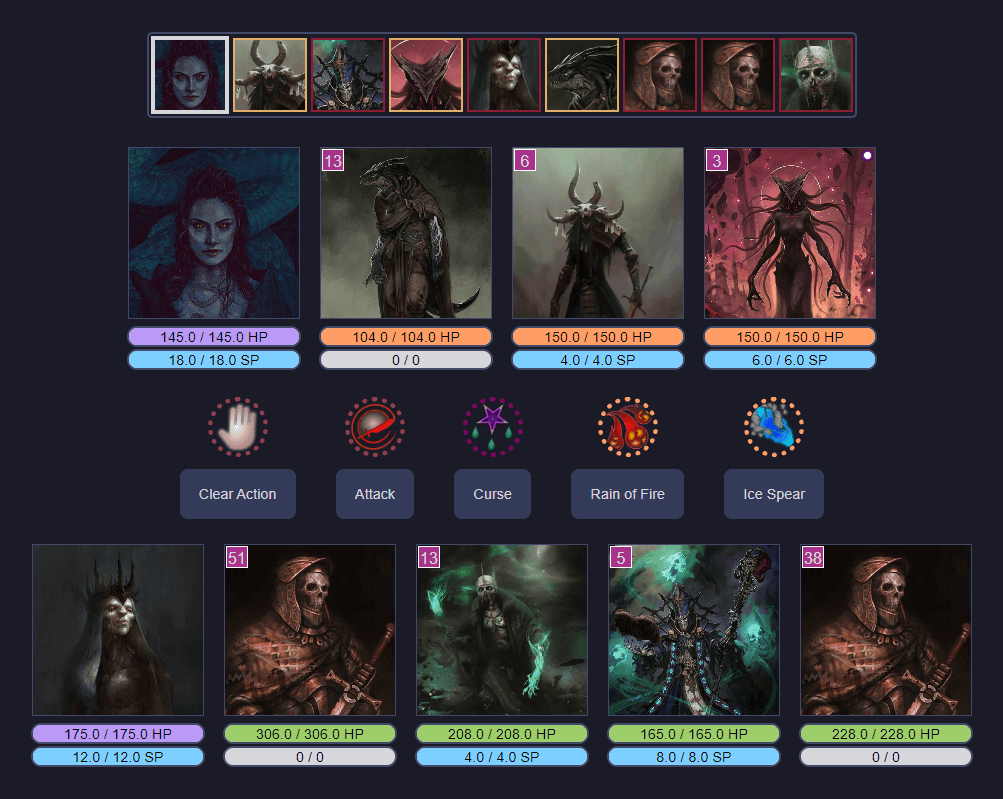 13
6
3
145.0 / 145.0 HP
104.0 / 104.0 HP
150.0 / 150.0 HP
150.0 / 150.0 HP
18.0 / 18.0 SP
0 / 0
4.0 / 4.0 SP
6.0 / 6.0 SP
Clear Action
Attack
Curse
Rain of Fire
Ice Spear
51
13
5
38
175.0 / 175.0 HP
306.0 / 306.0 HP
208.0 / 208.0 HP
165.0 / 165.0 HP
228.0 / 228.0 HP
12.0 / 12.0 SP
0 / 0
4.0 / 4.0 SP
8.0 / 8.0 SP
0 / 0